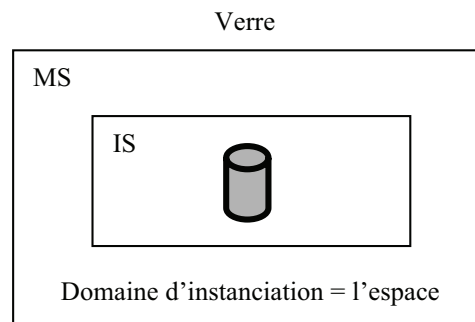 Verre
MS
IS
Domaine d’instanciation = l’espace